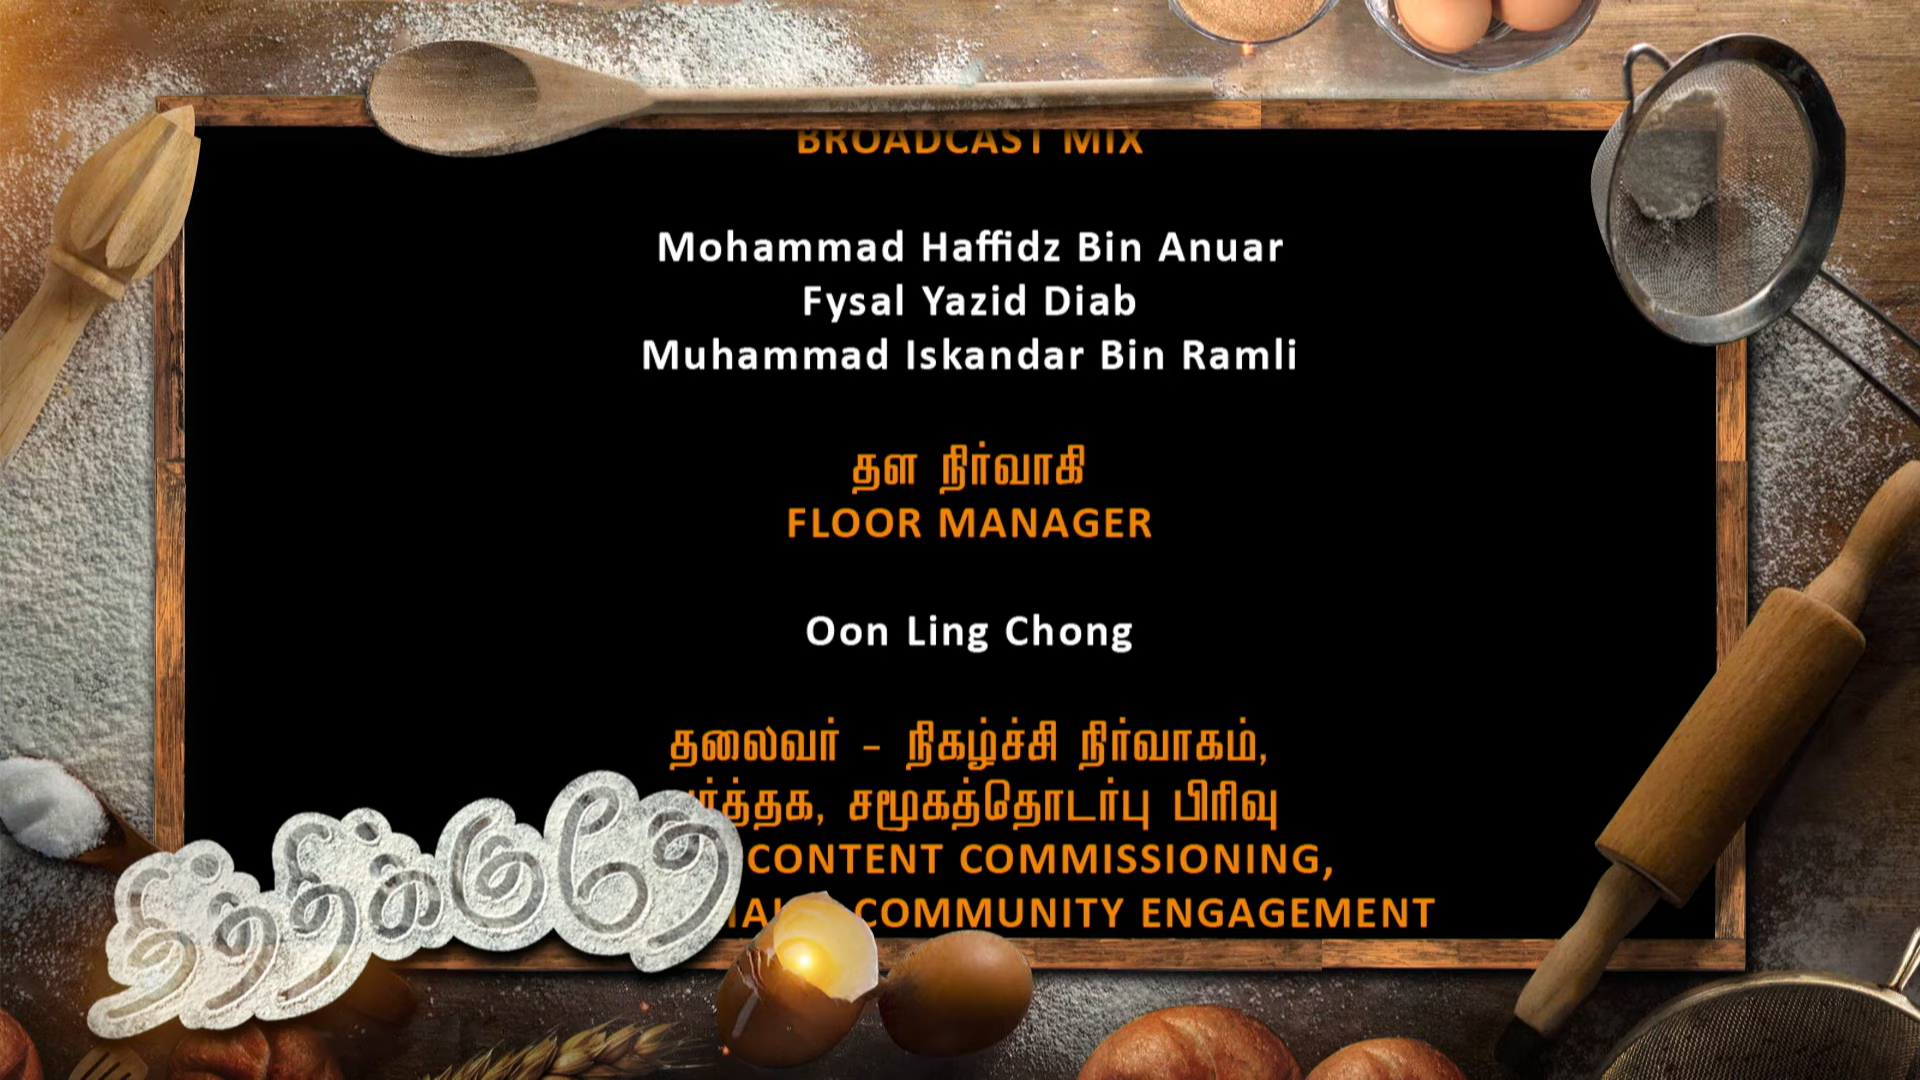 BROADCAST MIX
Mohammad Haffidz Bin Anuar
Fysal Yazid Diab
Muhammad Iskandar Bin Ramli
தள நிர்வாகி
FLOOR MANAGER
Oon Ling Chong
தலைவர் – நிகழ்ச்சி நிர்வாகம்,
சமூகத்தொடர்பு பிரிவு
CONTENT COMMISSIONING,
COMMUNITY ENGAGEMENT
தித்திக்குதே